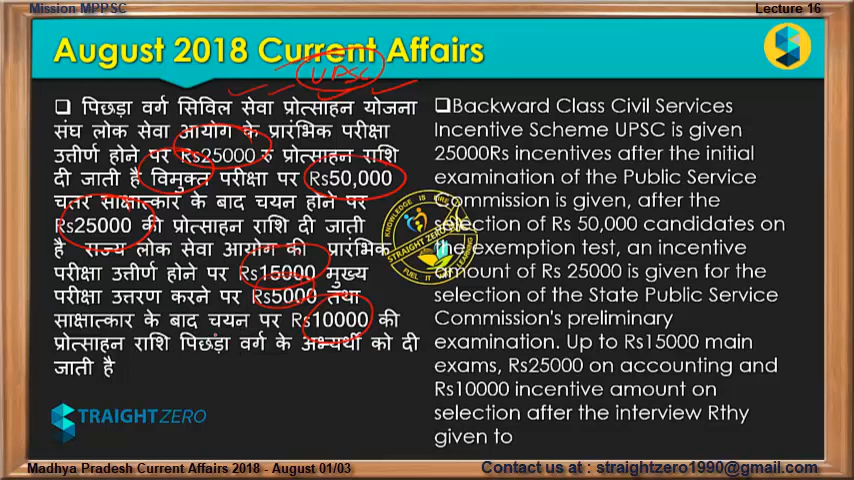 Mission MPPSC
Lecture 16
August 2018 Current Affairs
UPSC
❑ पिछड़ा वर्ग सिविल सेवा प्रोत्साहन योजना
संघ लोक सेवा आयोग के प्रारंभिक परीक्षा
उत्तीर्ण होने पर Rs25000 रु प्रोत्साहन राशि
दी जाती है विमुक्त परीक्षा पर Rs50,000
चतर साक्षात्कार के बाद चयन होने पर
Rs25000 की प्रोत्साहन राशि दी जाती
है राज्य लोक सेवा आयोग की प्रारंभिक
परीक्षा उत्तीर्ण होने पर Rs15000 मुख्य
परीक्षा उत्तरण करने पर Rs5000 तथा
साक्षात्कार के बाद चयन पर Rs10000 की
प्रोत्साहन राशि पिछड़ा वर्ग के अभ्यर्थी को दी
जाती है
❑Backward Class Civil Services
Incentive Scheme UPSC is given
25000Rs incentives after the initial
examination of the Public Service
Commission is given, after the
selection of Rs 50,000 candidates on
the exemption test, an incentive
amount of Rs 25000 is given for the
selection of the State Public Service
Commission's preliminary
examination. Up to Rs15000 main
exams, Rs25000 on accounting and
Rs10000 incentive amount on
selection after the interview Rthy
given to
KNOWLEDGE IS FIRE
STRAIGHT ZERO
FUEL IT
STRAIGHTZERO
Madhya Pradesh Current Affairs 2018 - August 01/03
Contact us at : straightzero1990@gmail.com